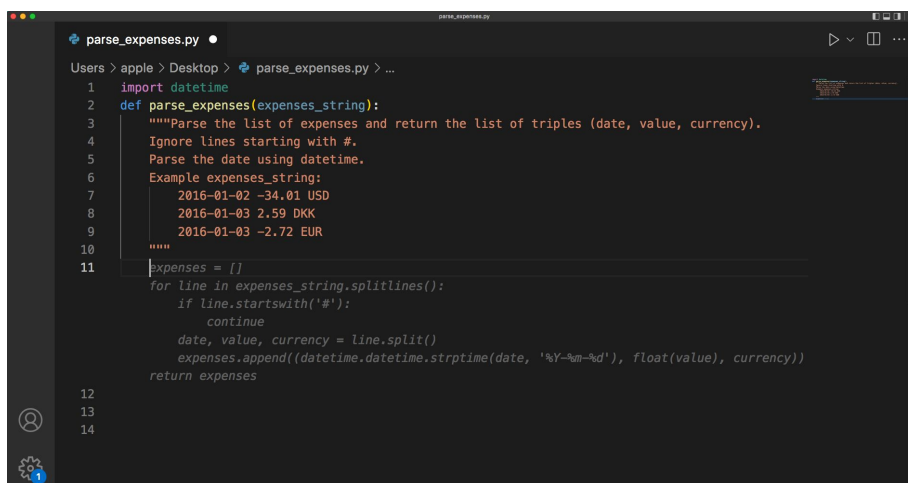 parse_expenses.py
parse_expenses.py
Users > apple > Desktop > parse_expenses.py > ...
1 import datetime
2 def parse_expenses(expenses_string):
3 """Parse the list of expenses and return the list of triples (date, value, currency).
4 Ignore lines starting with #.
5 Parse the date using datetime.
6 Example expenses_string:
7 2016-01-02 -34.01 USD
8 2016-01-03 2.59 DKK
9 2016-01-03 -2.72 EUR
10 """
11 expenses = []
for line in expenses_string.splitlines():
if line.startswith('#'):
continue
date, value, currency = line.split()
expenses.append((datetime.datetime.strptime(date, '%Y-%m-%d'), float(value), currency))
return expenses
12
13
14
1